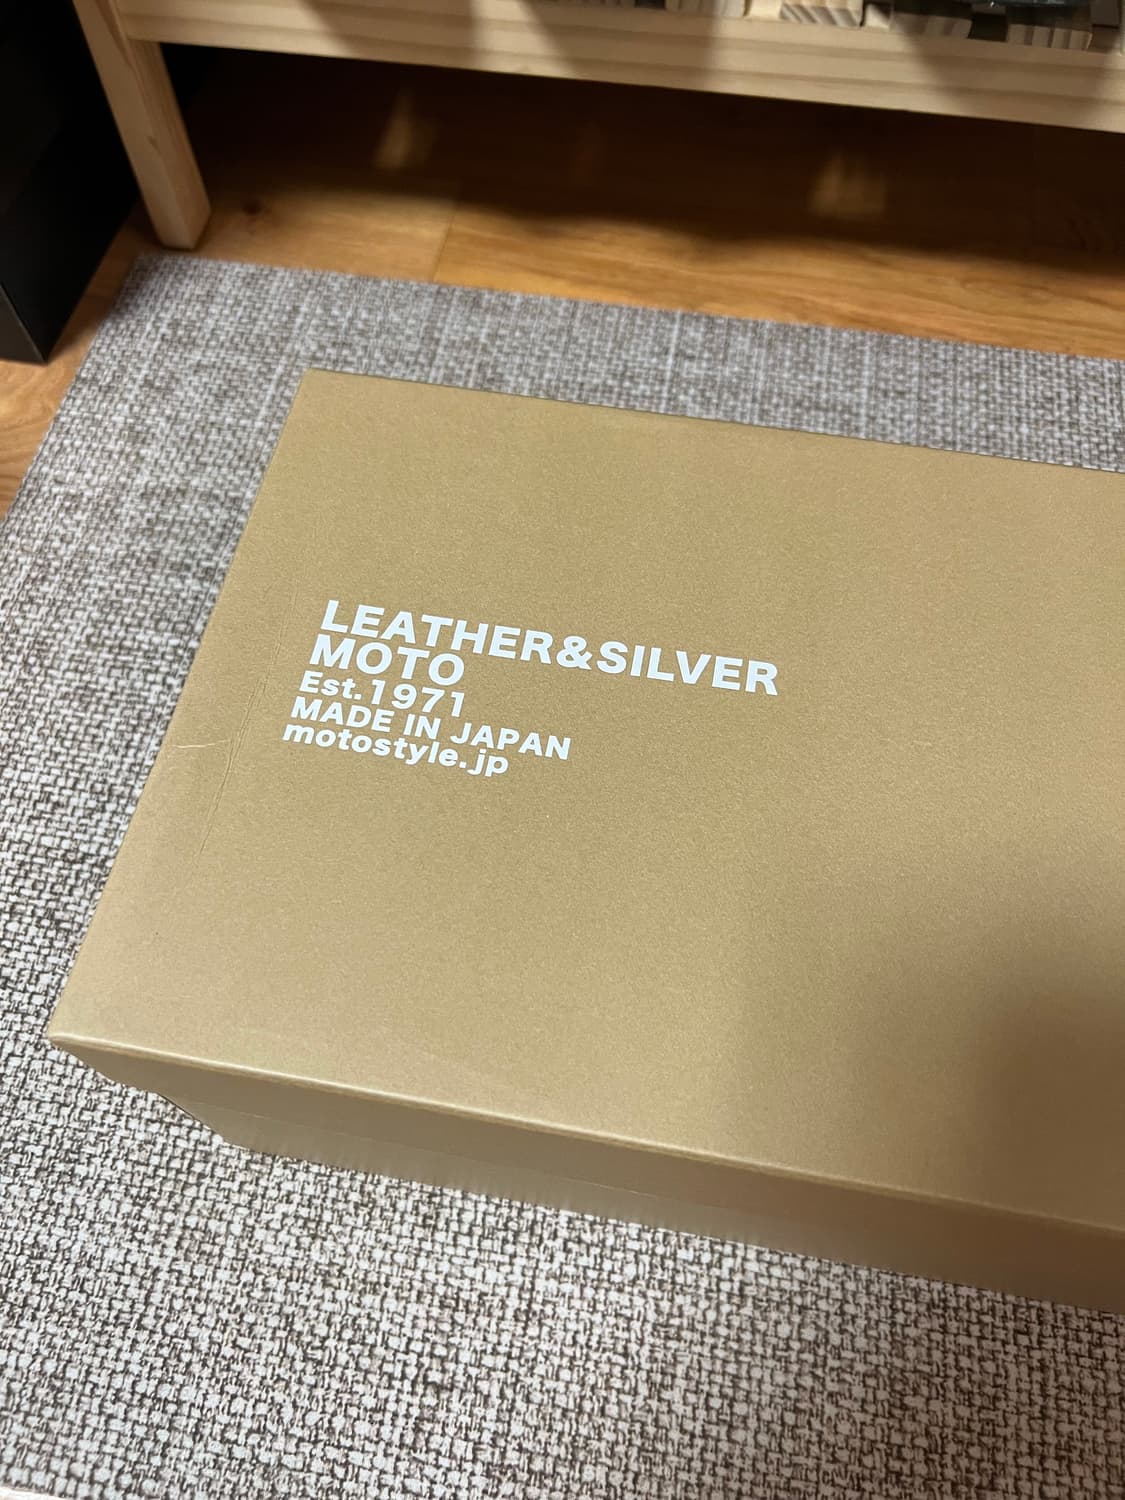 LEATHER&SILVER
MOTO
Est.1971
MADE IN JAPAN
motostyle.jp